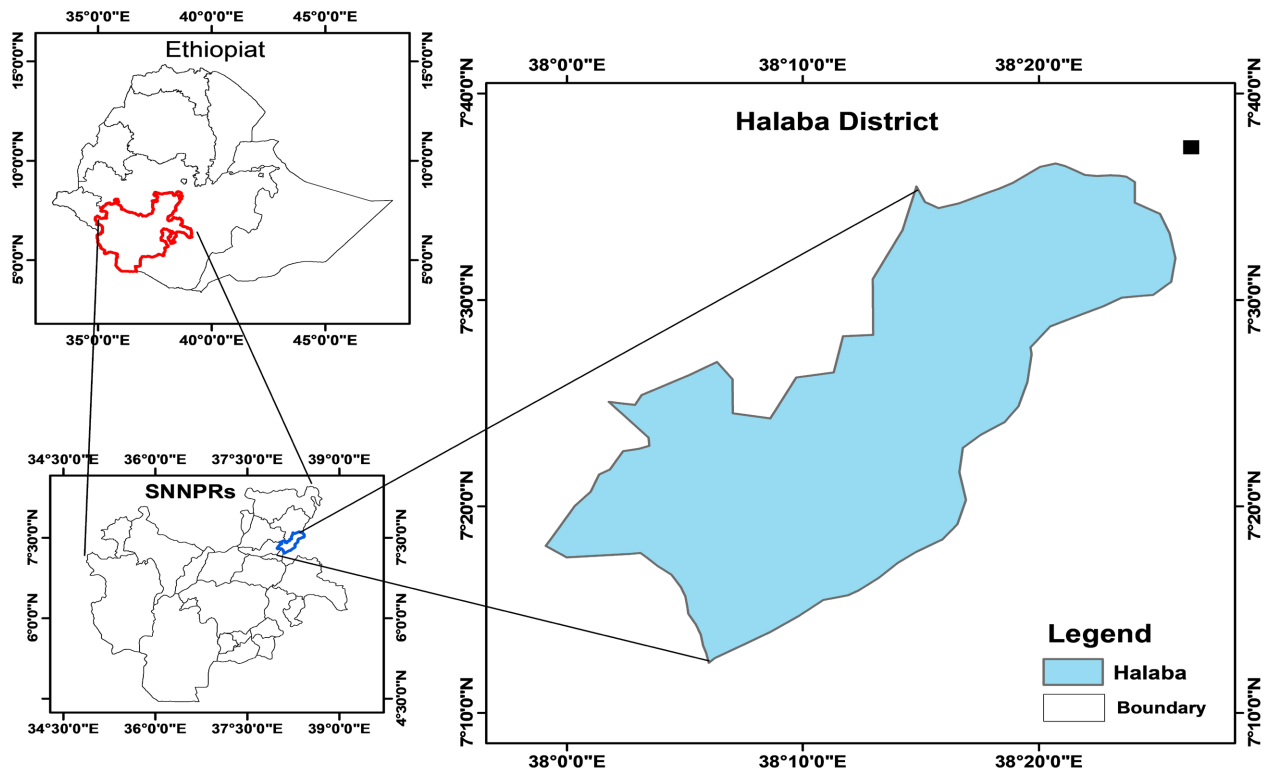 35°0'0"E 40°0'0"E 45°0'0"E
Ethiopiat
15°0'0"N
10°0'0"N
5°0'0"N
15°0'0"N
10°0'0"N
5°0'0"N
35°0'0"E 40°0'0"E 45°0'0"E
34°30'0"E 36°0'0"E 37°30'0"E 39°0'0"E
SNNPRs
7°30'0"N
6°0'0"N
7°30'0"N
6°0'0"N
4°30'0"N
34°30'0"E 36°0'0"E 37°30'0"E 39°0'0"E
38°0'0"E 38°10'0"E 38°20'0"E
Halaba District
7°40'0"N
7°30'0"N
7°20'0"N
7°10'0"N
7°40'0"N
7°30'0"N
7°20'0"N
7°10'0"N
Legend
Halaba
Boundary
38°0'0"E 38°10'0"E 38°20'0"E